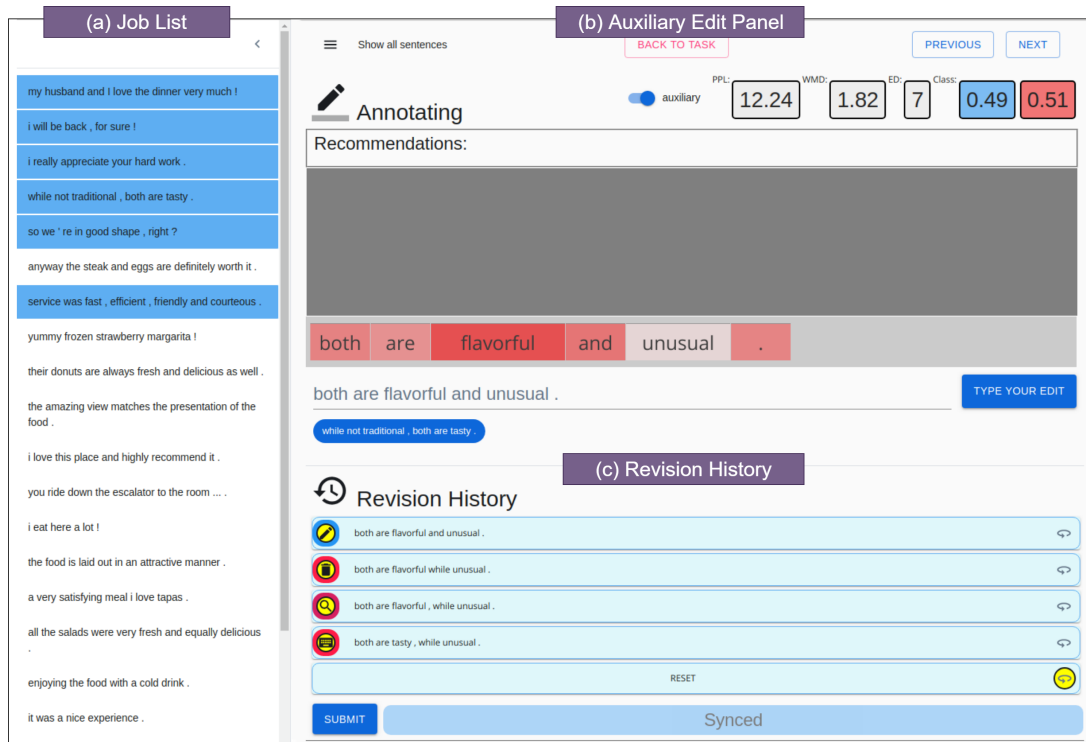 (a) Job List
my husband and I love the dinner very much !
i will be back , for sure !
i really appreciate your hard work .
while not traditional , both are tasty .
so we ' re in good shape , right ?
anyway the steak and eggs are definitely worth it .
service was fast , efficient , friendly and courteous .
yummy frozen strawberry margarita !
their donuts are always fresh and delicious as well .
the amazing view matches the presentation of the
food .
i love this place and highly recommend it .
you ride down the escalator to the room ... .
i eat here a lot !
the food is laid out in an attractive manner .
a very satisfying meal i love tapas .
all the salads were very fresh and equally delicious
.
enjoying the food with a cold drink .
it was a nice experience .
(b) Auxiliary Edit Panel
Show all sentences
BACK TO TASK
PREVIOUS
NEXT
Annotating
auxiliary
PPL: 12.24
WMD: 1.82
ED: 7
Class: 0.49 0.51
Recommendations:
both are flavorful and unusual .
both are flavorful and unusual .
TYPE YOUR EDIT
while not traditional , both are tasty .
(c) Revision History
Revision History
both are flavorful and unusual .
both are flavorful while unusual .
both are flavorful , while unusual .
both are tasty , while unusual .
RESET
SUBMIT
Synced